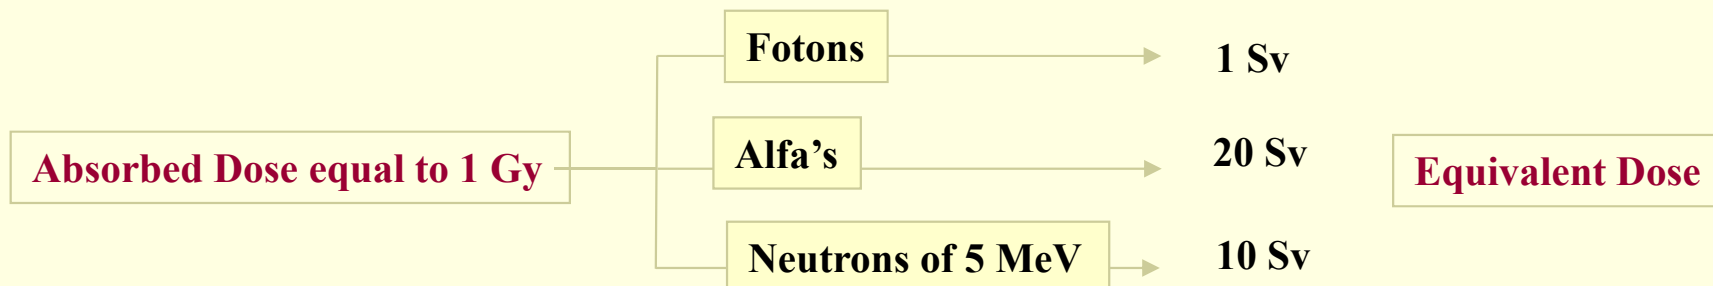 Fotons
1 Sv
Absorbed Dose equal to 1 Gy
Alfa's
20 Sv
Equivalent Dose
Neutrons of 5 MeV
10 Sv